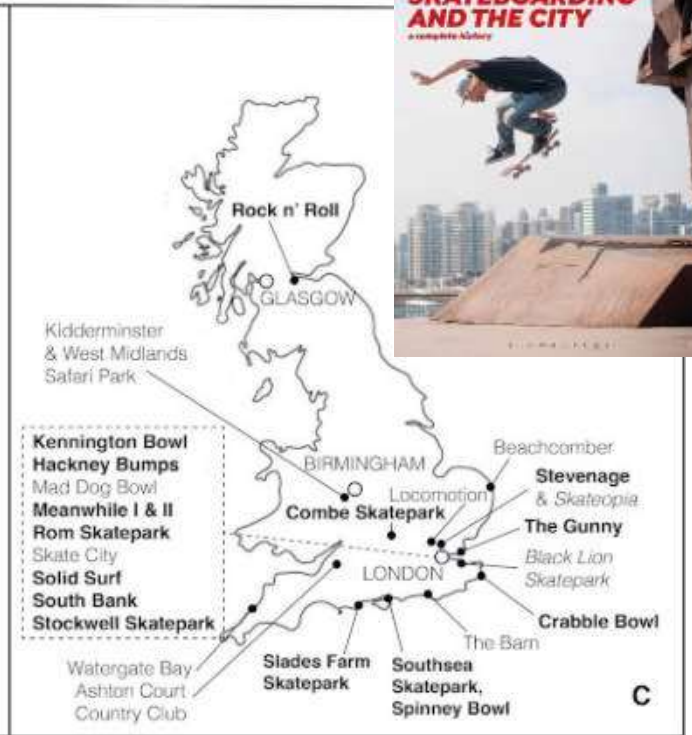 SKATEBOARDING
AND THE CITY
a complete history
Rock n' Roll
GLASGOW
Kidderminster
& West Midlands
Safari Park
Kennington Bowl
Hackney Bumps
Mad Dog Bowl
Meanwhile I & II
Rom Skatepark
Skate City
Solid Surf
South Bank
Stockwell Skatepark
BIRMINGHAM
Beachcomber
Locomotion
Stevenage
& Skateopia
Combe Skatepark
The Gunny
Black Lion
Skatepark
LONDON
Crabble Bowl
The Barn
Watergate Bay
Ashton Court
Country Club
Slades Farm
Skatepark
Southsea
Skatepark,
Spinney Bowl
C